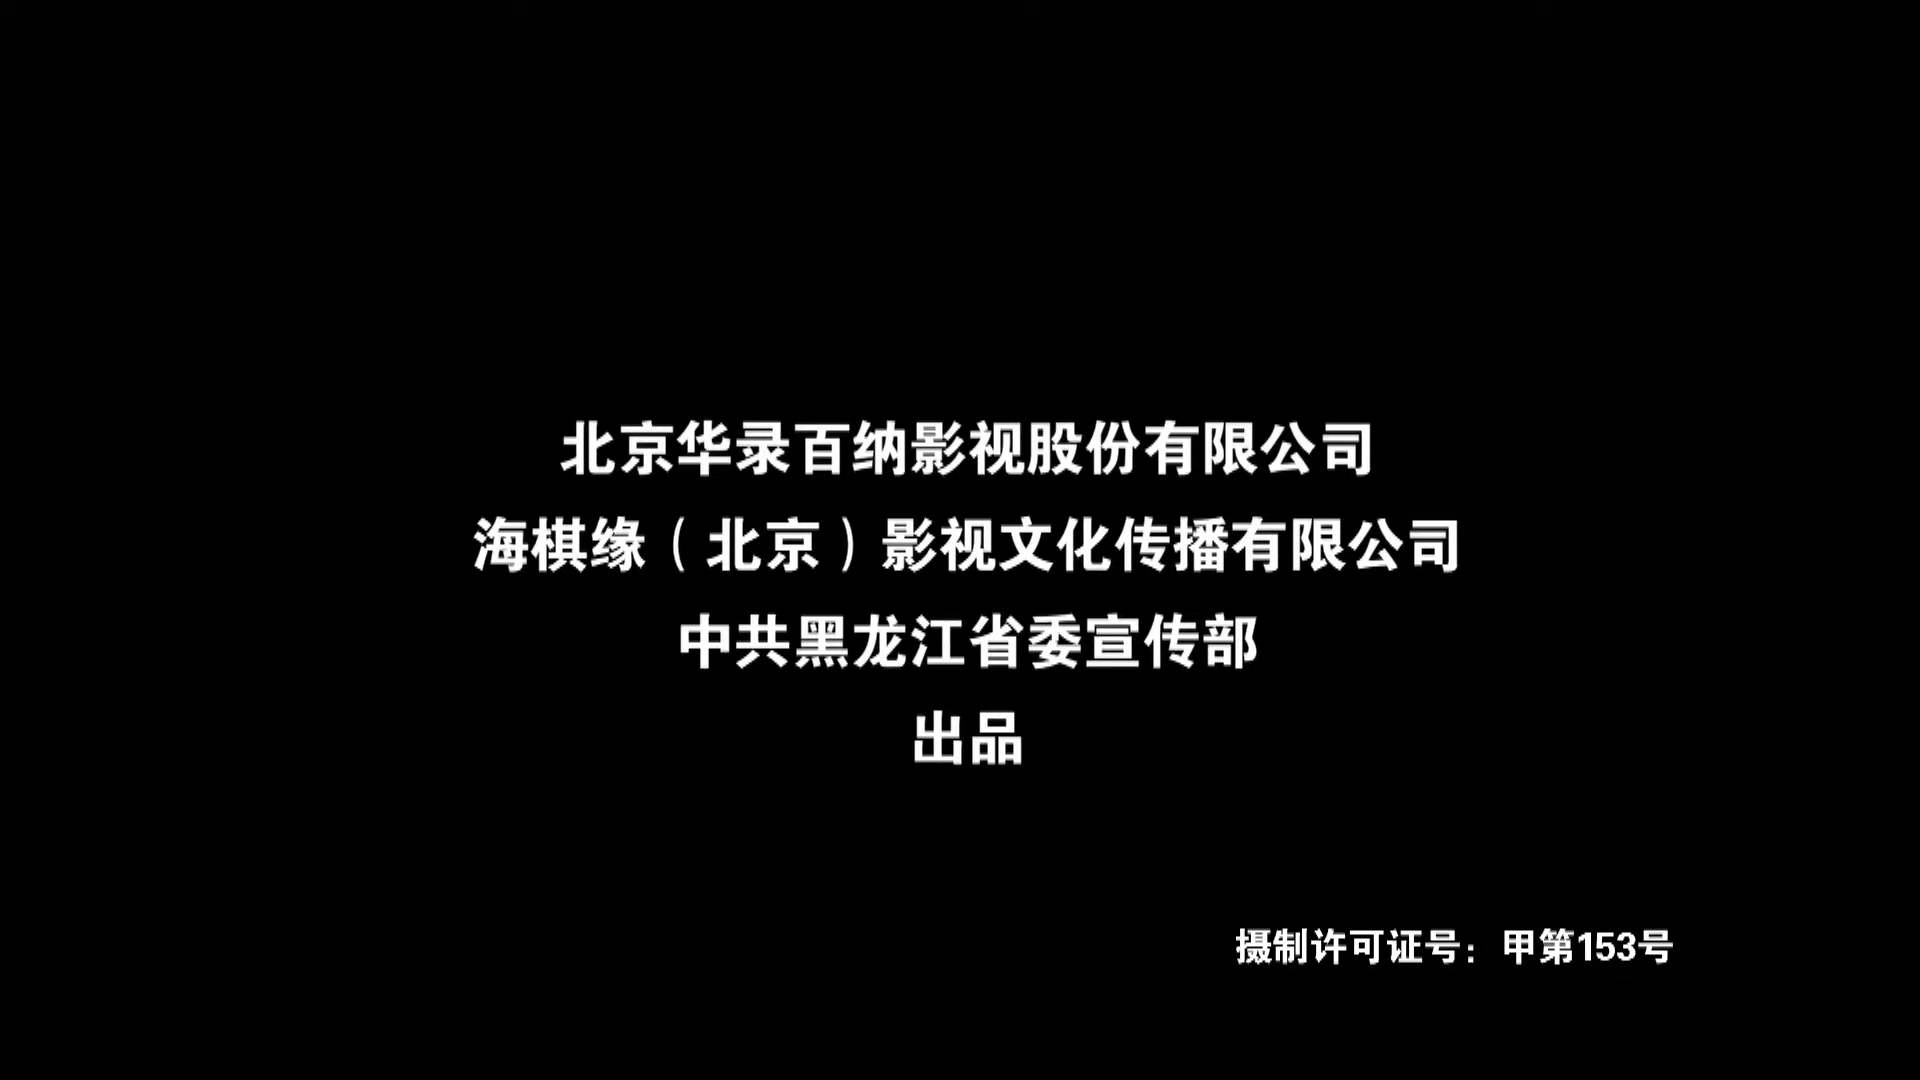 北京华录百纳影视股份有限公司
海棋缘（北京）影视文化传播有限公司
中共黑龙江省委宣传部
出品
摄制许可证号：甲第153号